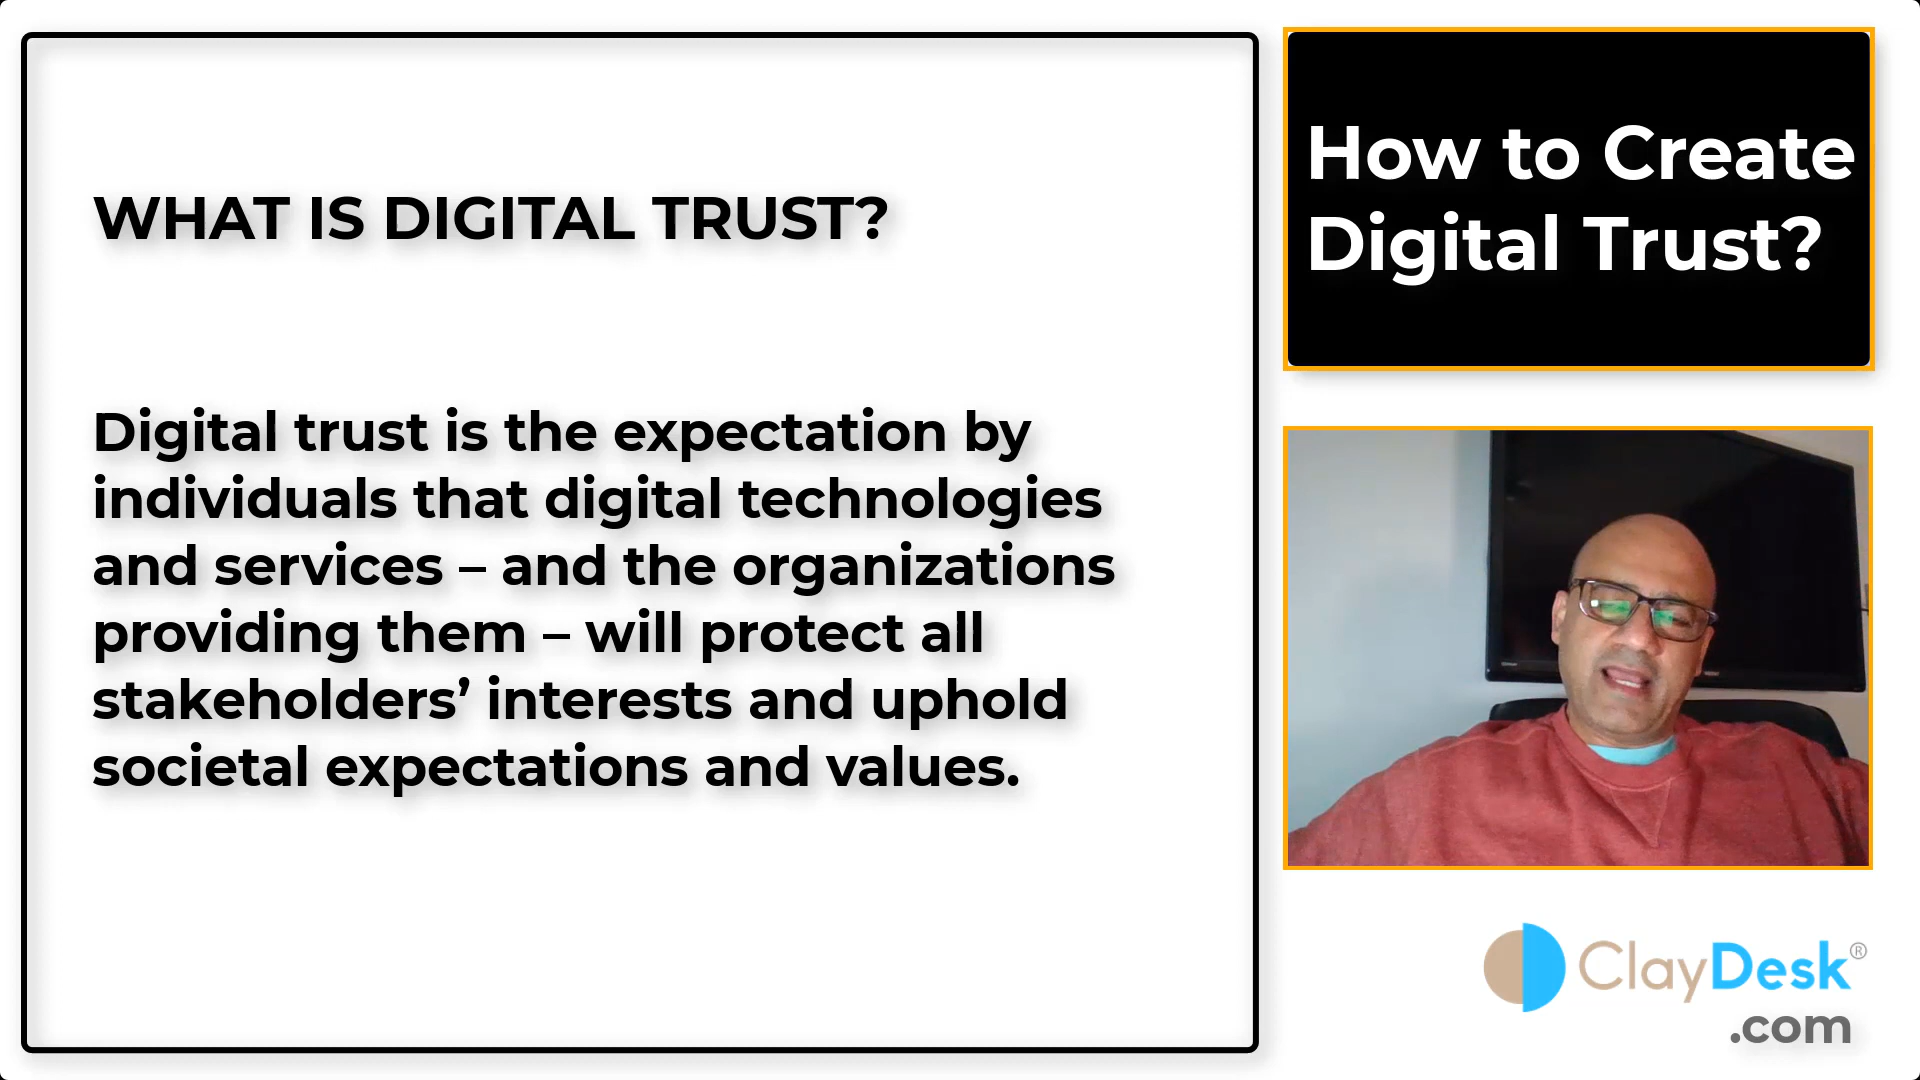 WHAT IS DIGITAL TRUST?
Digital trust is the expectation by
individuals that digital technologies
and services – and the organizations
providing them – will protect all
stakeholders’ interests and uphold
societal expectations and values.
How to Create
Digital Trust?
ClayDesk®
.com